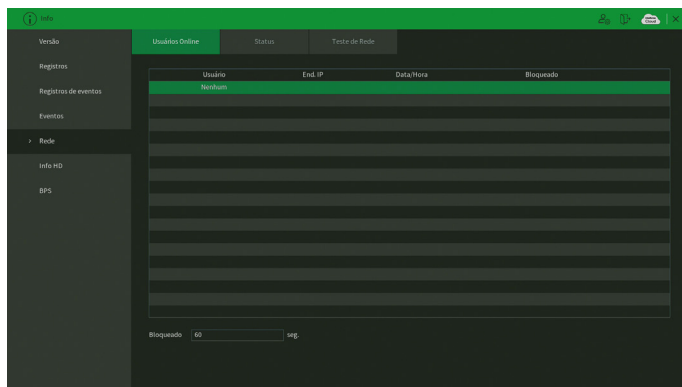 Info
Versão
Registros
Registros de eventos
Eventos
> Rede
Info HD
BPS
Usuários Online Status Teste de Rede
Usuário End. IP Data/Hora Bloqueado
Nenhum
Bloqueado 60 seg.